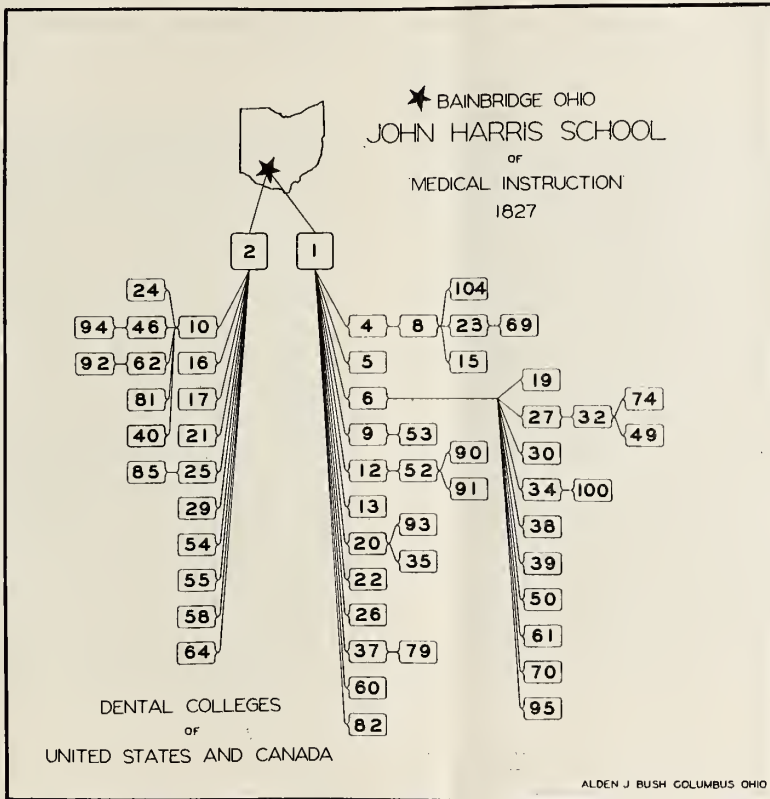 BAINBRIDGE OHIO
JOHN HARRIS SCHOOL
OF
MEDICAL INSTRUCTION
1827
2 1
24
94 46 10
92 62 16
81 17
40 21
85 25
29
54
55
58
64
104
4 8 23 69
5 15
6
9 53
12 52 90
91
13
20 93
35
22
26
37 79
60
82
19
27 32 74
49
30
34 100
38
39
50
61
70
95
DENTAL COLLEGES
OF
UNITED STATES AND CANADA
ALDEN J BUSH COLUMBUS OHIO